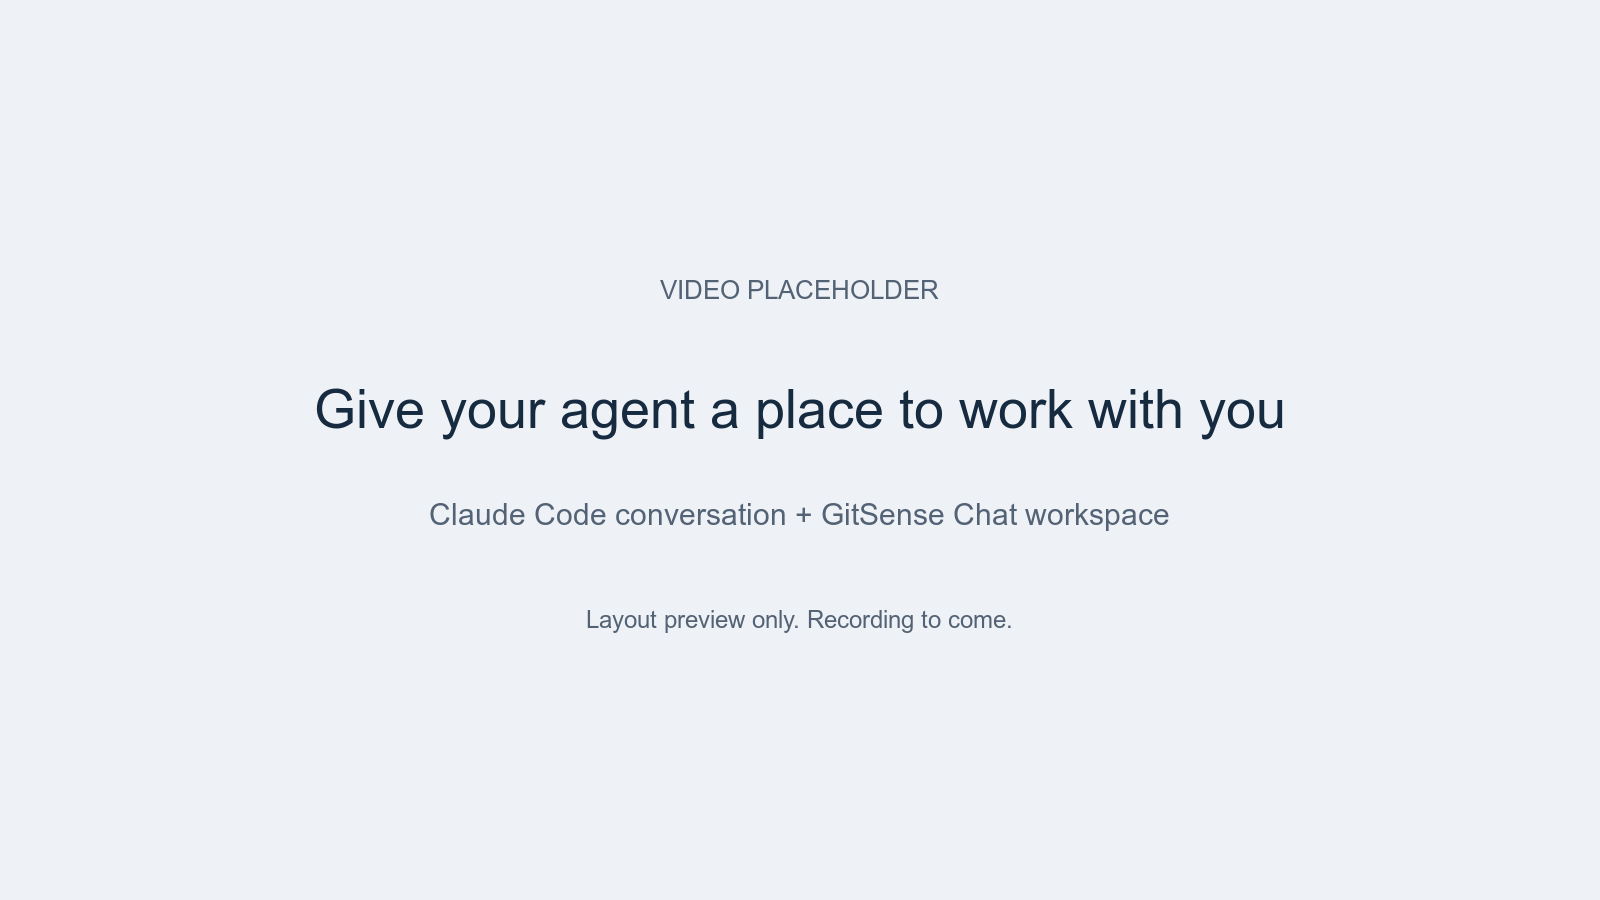 VIDEO PLACEHOLDER
Give your agent a place to work with you
Claude Code conversation + GitSense Chat workspace
Layout preview only. Recording to come.